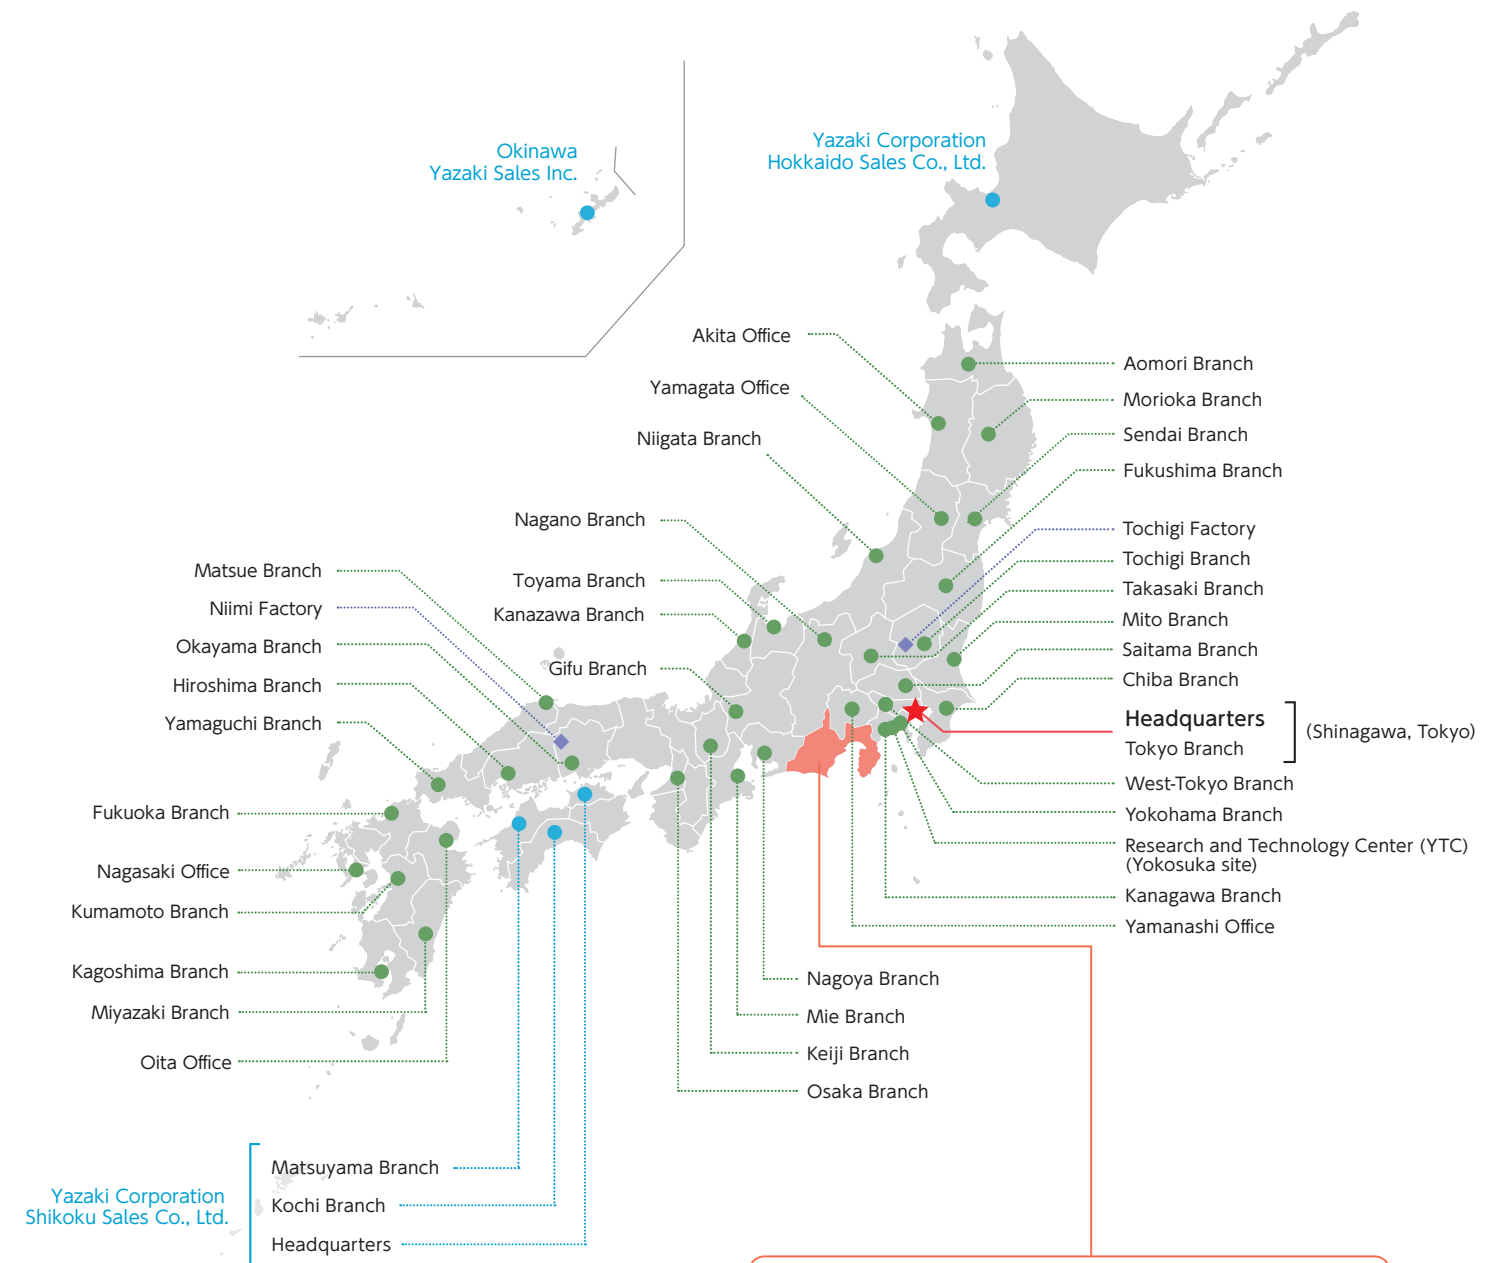 Okinawa
Yazaki Sales Inc.
Yazaki Corporation
Hokkaido Sales Co., Ltd.
Akita Office
Yamagata Office
Niigata Branch
Nagano Branch
Toyama Branch
Kanazawa Branch
Gifu Branch
Matsue Branch
Niimi Factory
Okayama Branch
Hiroshima Branch
Yamaguchi Branch
Fukuoka Branch
Nagasaki Office
Kumamoto Branch
Kagoshima Branch
Miyazaki Branch
Oita Office
Aomori Branch
Morioka Branch
Sendai Branch
Fukushima Branch
Tochigi Factory
Tochigi Branch
Takasaki Branch
Mito Branch
Saitama Branch
Chiba Branch
Headquarters
Tokyo Branch
(Shinagawa, Tokyo)
West-Tokyo Branch
Yokohama Branch
Research and Technology Center (YTC)
(Yokosuka site)
Kanagawa Branch
Yamanashi Office
Nagoya Branch
Mie Branch
Keiji Branch
Osaka Branch
Yazaki Corporation
Shikoku Sales Co., Ltd.
Matsuyama Branch
Kochi Branch
Headquarters